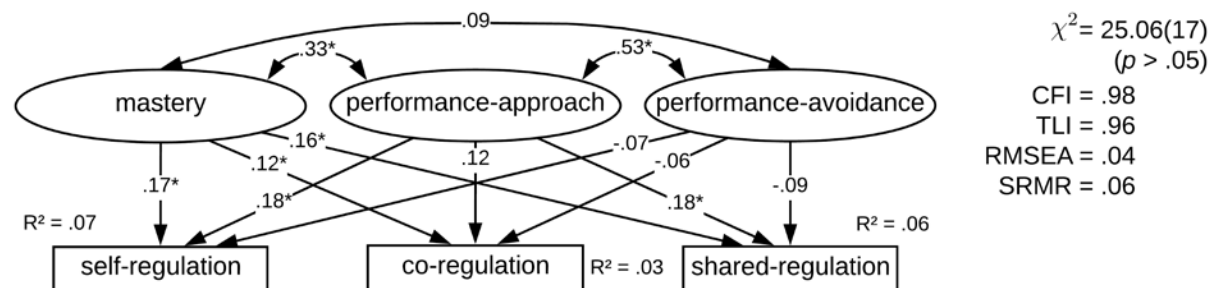 .09
χ²= 25.06(17)
(p > .05)
.33*
.53*
mastery
performance-approach
performance-avoidance
CFI = .98
TLI = .96
RMSEA = .04
SRMR = .06
.16*
-.07
.12*
.12
-.06
.17*
-.09
.18*
.18*
R² = .07
R² = .06
self-regulation
co-regulation
R² = .03
shared-regulation